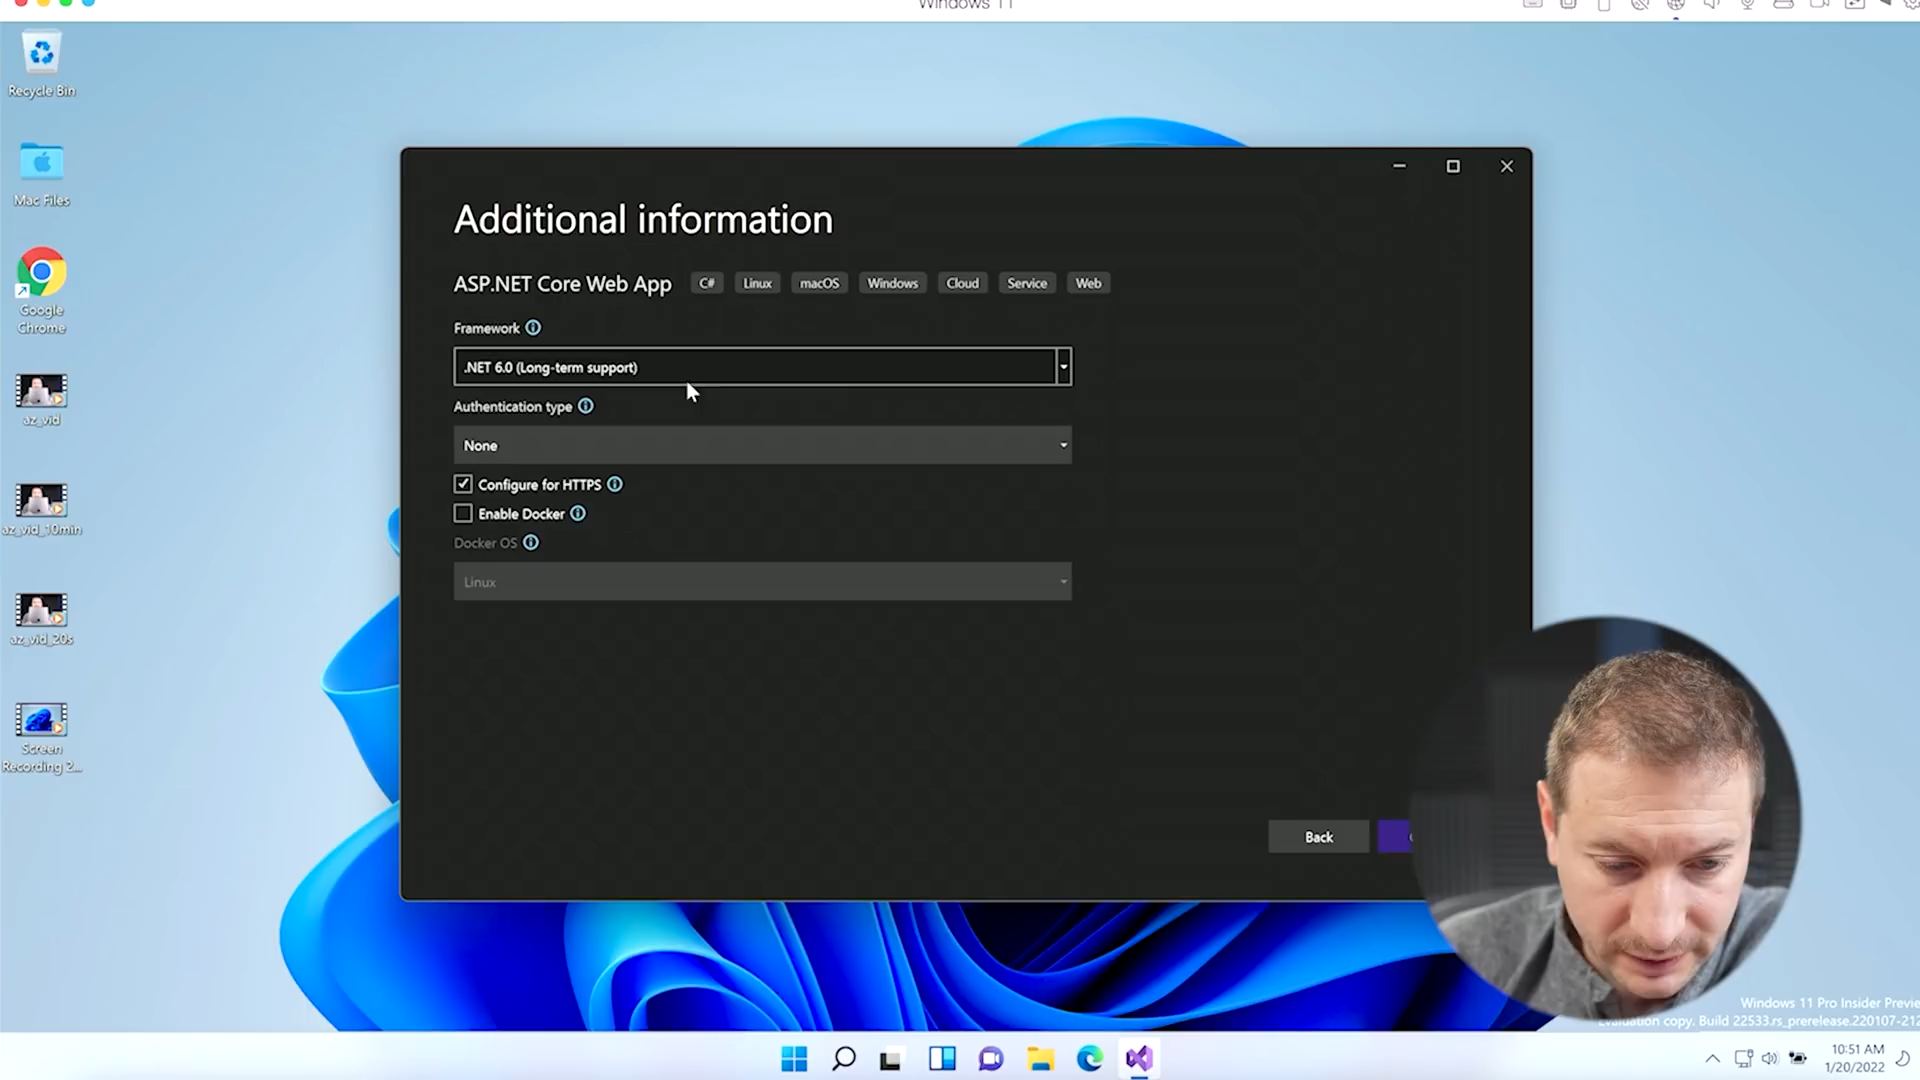 Windows 11
Recycle Bin
Mac Files
Google
Chrome
az_vid
az_vid_10min
az_vid_20s
Screen
Recording 2...
Additional information
ASP.NET Core Web App
C#
Linux
macOS
Windows
Cloud
Service
Web
Framework
.NET 6.0 (Long-term support)
Authentication type
None
Configure for HTTPS
Enable Docker
Docker OS
Linux
Back
Windows 11 Pro Insider Previe
Evaluation copy. Build 22533.rs_prerelease.220107-212
10:51 AM
1/20/2022